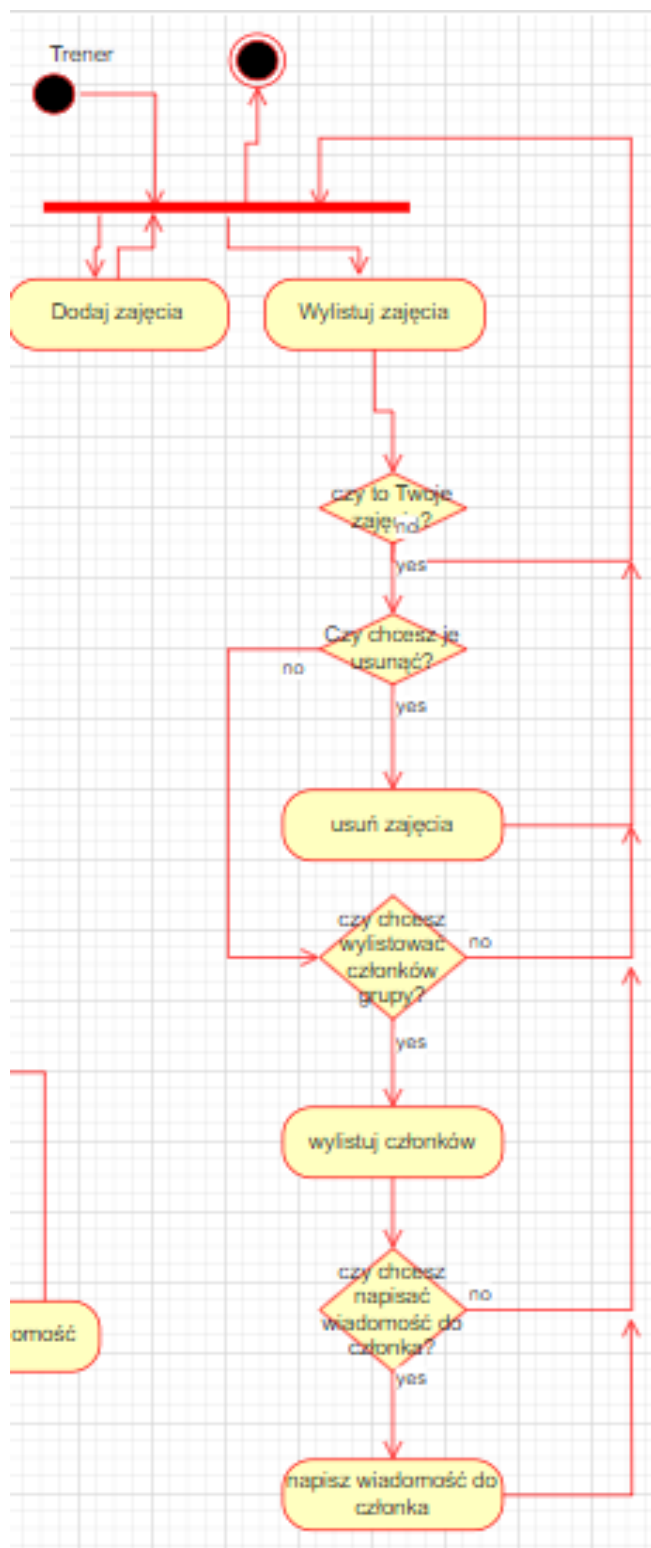 Trener
Dodaj zajęcia
Wylistuj zajęcia
czy to Twoje
no
yes
Czy chcesz je
usunąć?
no
yes
usuń zajęcia
czy chcesz
wylistować
członków
grupy?
no
yes
wylistuj członków
czy chcesz
napisać
wiadomość do
członka?
no
yes
omość
napisz wiadomość do
członka